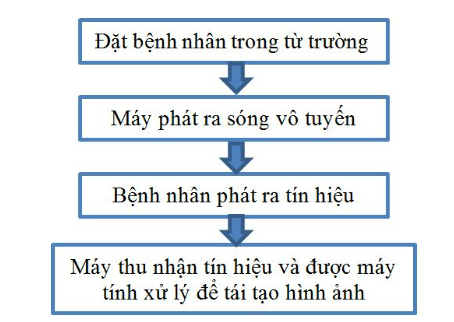 Đặt bệnh nhân trong từ trường
Máy phát ra sóng vô tuyến
Bệnh nhân phát ra tín hiệu
Máy thu nhận tín hiệu và được máy
tính xử lý để tái tạo hình ảnh